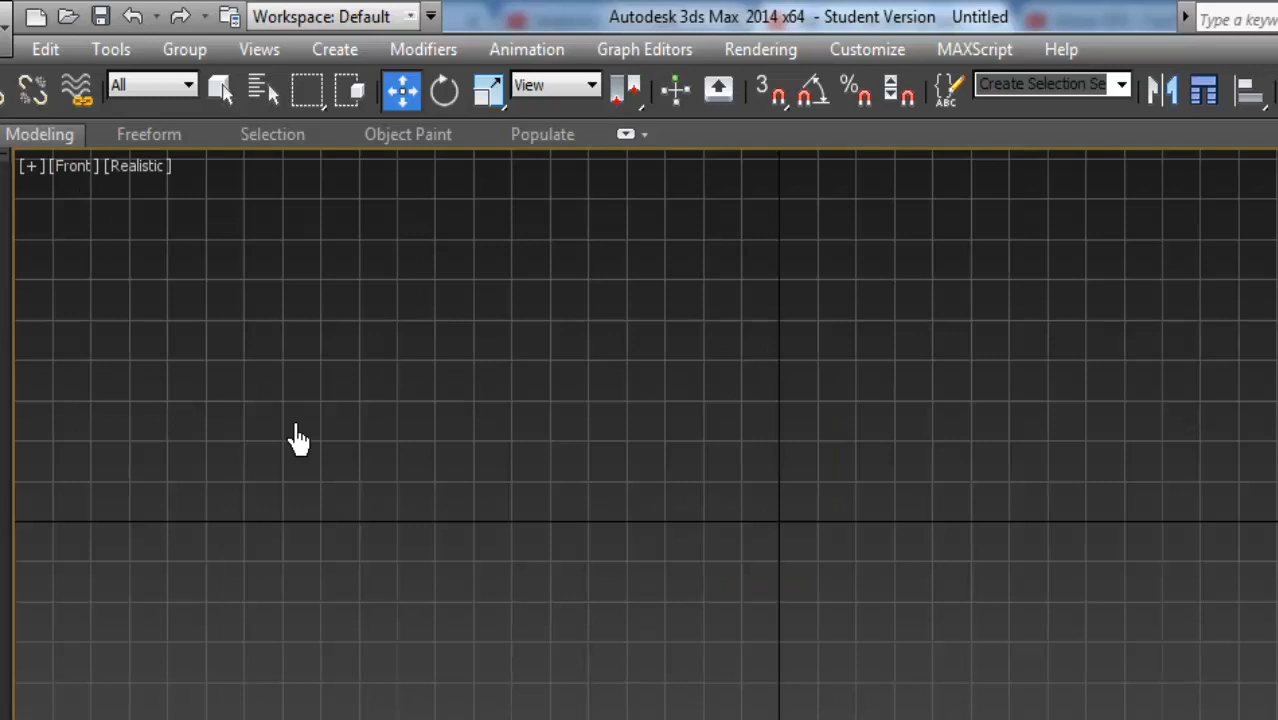 Workspace: Default
Autodesk 3ds Max 2014 x64 - Student Version Untitled
Type a keyw
Edit Tools Group Views Create Modifiers Animation Graph Editors Rendering Customize MAXScript Help
All View 3 % ABC Create Selection Se
Modeling Freeform Selection Object Paint Populate
[+] [Front] [Realistic]